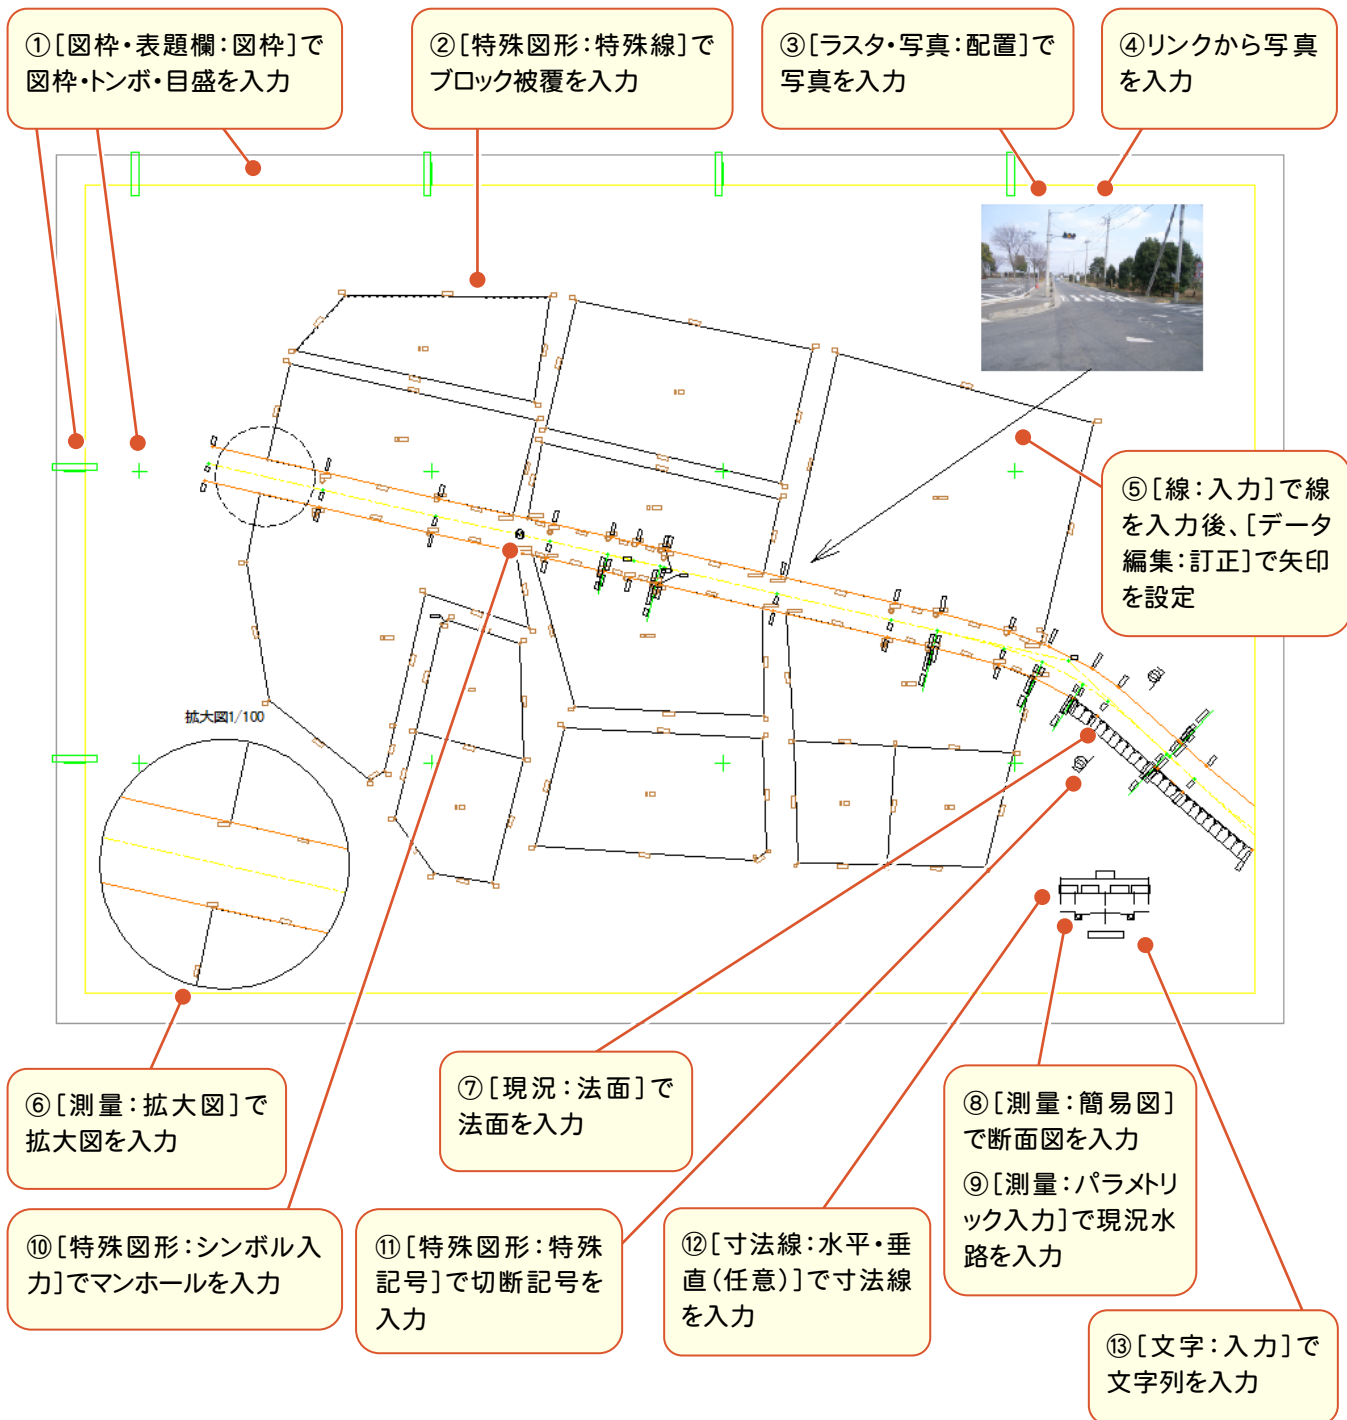 ①[図枠・表題欄：図枠]で
図枠・トンボ・目盛を入力
②[特殊図形：特殊線]で
ブロック被覆を入力
③[ラスタ・写真：配置]で
写真を入力
④リンクから写真
を入力
⑤[線：入力]で線
を入力後、[データ
編集：訂正]で矢印
を設定
拡大図1/100
⑥[測量：拡大図]で
拡大図を入力
⑦[現況：法面]で
法面を入力
⑧[測量：簡易図]
で断面図を入力
⑨[測量：パラメトリ
ック入力]で現況水
路を入力
⑩[特殊図形：シンボル入
力]でマンホールを入力
⑪[特殊図形：特殊
記号]で切断記号を
入力
⑫[寸法線：水平・垂
直(任意)]で寸法線
を入力
⑬[文字：入力]で
文字列を入力